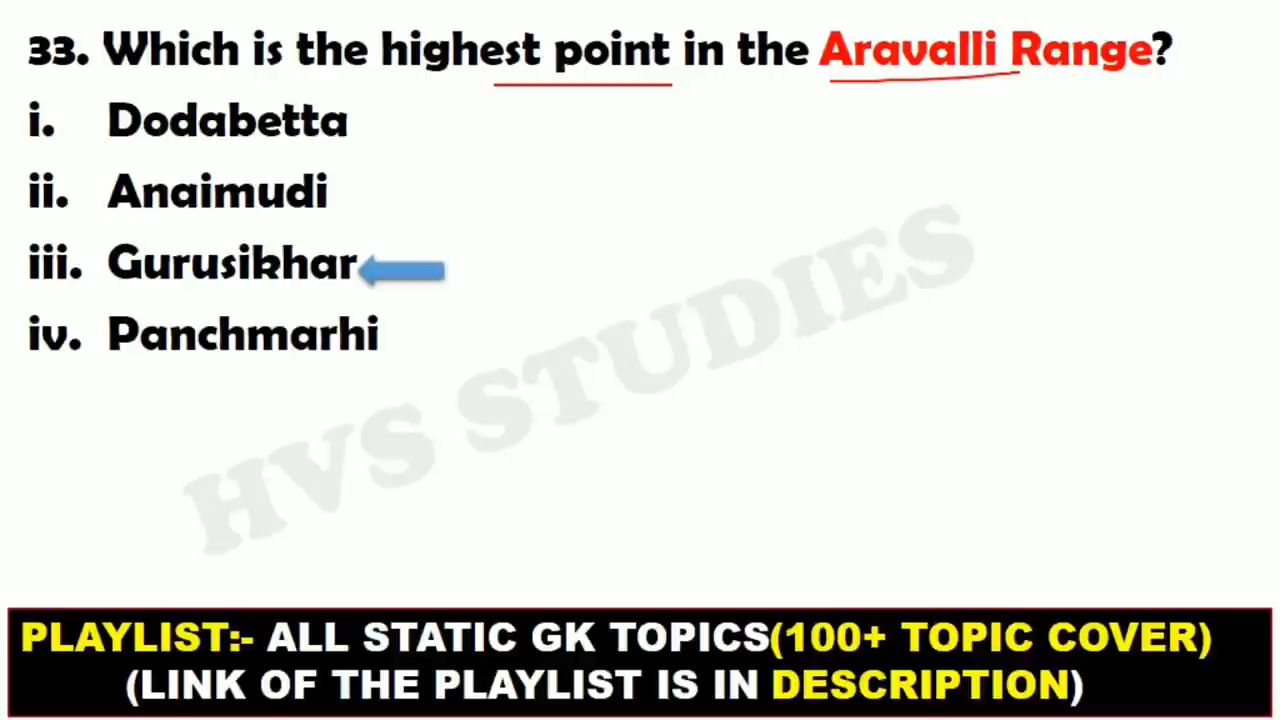 33. Which is the highest point in the Aravalli Range?
i. Dodabetta
ii. Anaimudi
iii. Gurusikhar
iv. Panchmarhi
HVS STUDIES
PLAYLIST:- ALL STATIC GK TOPICS(100+ TOPIC COVER)
(LINK OF THE PLAYLIST IS IN DESCRIPTION)